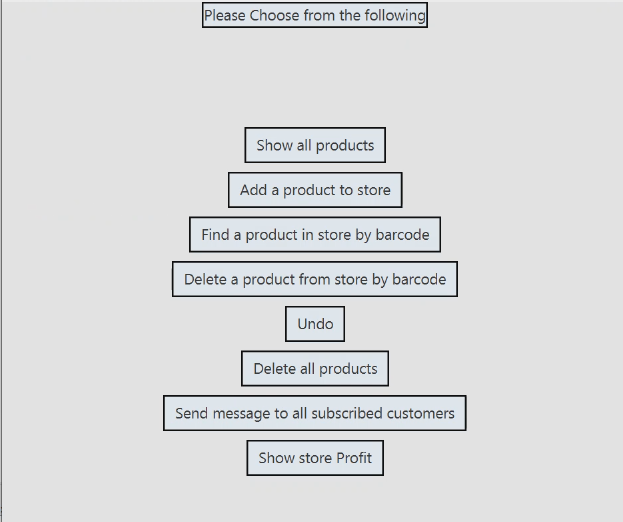 Please Choose from the following
Show all products
Add a product to store
Find a product in store by barcode
Delete a product from store by barcode
Undo
Delete all products
Send message to all subscribed customers
Show store Profit